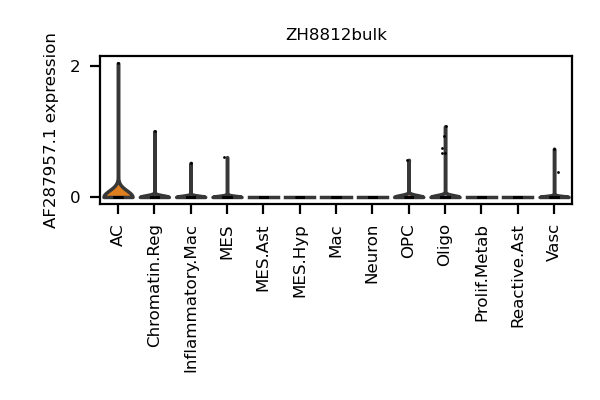 ZH8812bulk
AF287957.1 expression
2
0
AC
Chromatin.Reg
Inflammatory.Mac
MES
MES.Ast
MES.Hyp
Mac
Neuron
OPC
Oligo
Prolif.Metab
Reactive.Ast
Vasc